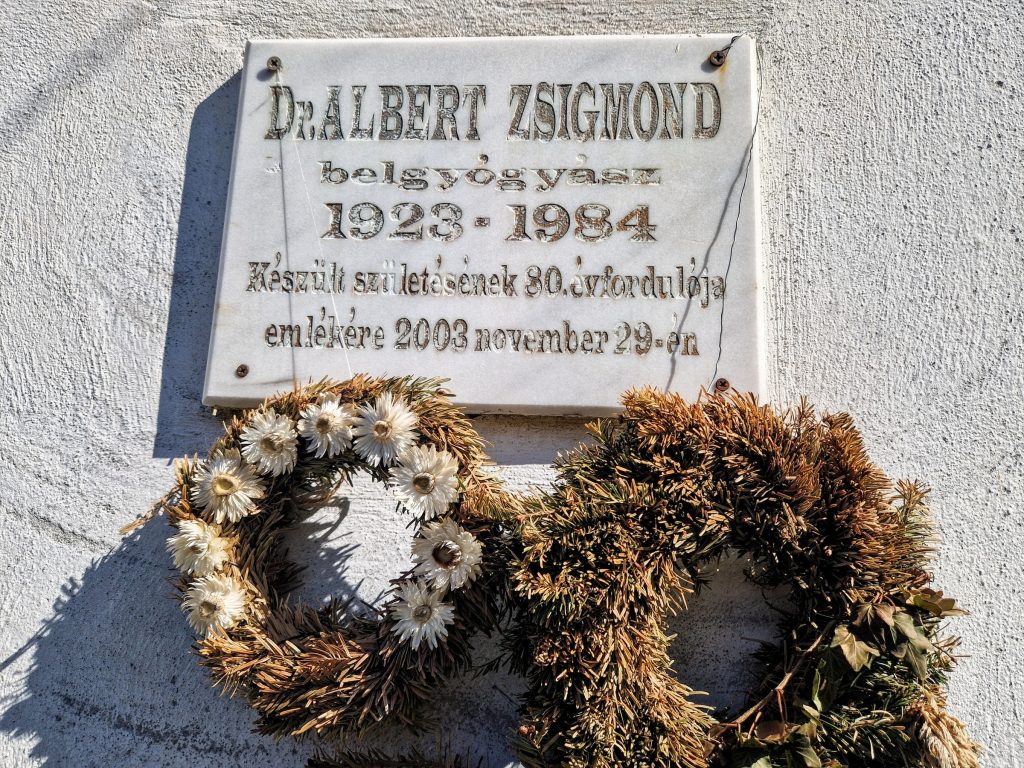 Dr. ALBERT ZSIGMOND
belgyógyász
1923 - 1984
Készült születésének 80. évfordulója
emlékére 2003 november 29-én